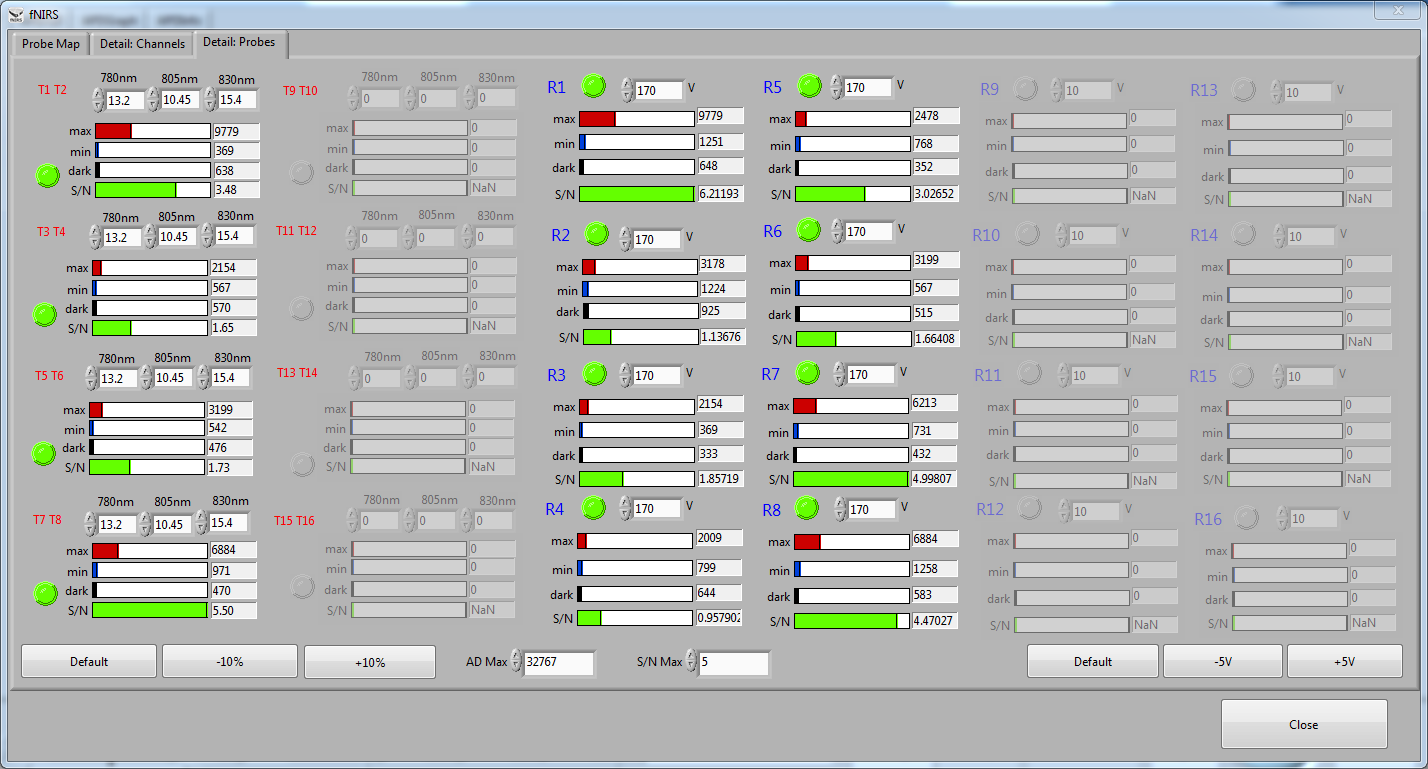 fNIRS
Probe Map Detail: Channels Detail: Probes
T1 T2
780nm 805nm 830nm
13.2 10.45 15.4
max 9779
min 369
dark 638
S/N 3.48
T3 T4
780nm 805nm 830nm
13.2 10.45 15.4
max 2154
min 567
dark 570
S/N 1.65
T5 T6
780nm 805nm 830nm
13.2 10.45 15.4
max 3199
min 542
dark 476
S/N 1.73
T7 T8
780nm 805nm 830nm
13.2 10.45 15.4
max 6884
min 971
dark 470
S/N 5.50
T9 T10
780nm 805nm 830nm
0 0 0
max 0
min 0
dark 0
S/N NaN
T11 T12
780nm 805nm 830nm
0 0 0
max 0
min 0
dark 0
S/N NaN
T13 T14
780nm 805nm 830nm
0 0 0
max 0
min 0
dark 0
S/N NaN
T15 T16
780nm 805nm 830nm
0 0 0
max 0
min 0
dark 0
S/N NaN
R1 170 V
max 9779
min 1251
dark 648
S/N 6.21193
R2 170 V
max 3178
min 1224
dark 925
S/N 1.13676
R3 170 V
max 2154
min 369
dark 333
S/N 1.85719
R4 170 V
max 2009
min 799
dark 644
S/N 0.957902
R5 170 V
max 2478
min 768
dark 352
S/N 3.02652
R6 170 V
max 3199
min 567
dark 515
S/N 1.66408
R7 170 V
max 6213
min 731
dark 432
S/N 4.99807
R8 170 V
max 6884
min 1258
dark 583
S/N 4.47027
R9 10 V
max 0
min 0
dark 0
S/N NaN
R10 10 V
max 0
min 0
dark 0
S/N NaN
R11 10 V
max 0
min 0
dark 0
S/N NaN
R12 10 V
max 0
min 0
dark 0
S/N NaN
R13 10 V
max 0
min 0
dark 0
S/N NaN
R14 10 V
max 0
min 0
dark 0
S/N NaN
R15 10 V
max 0
min 0
dark 0
S/N NaN
R16 10 V
max 0
min 0
dark 0
S/N NaN
Default -10% +10% AD Max 32767 S/N Max 5 Default -5V +5V
Close